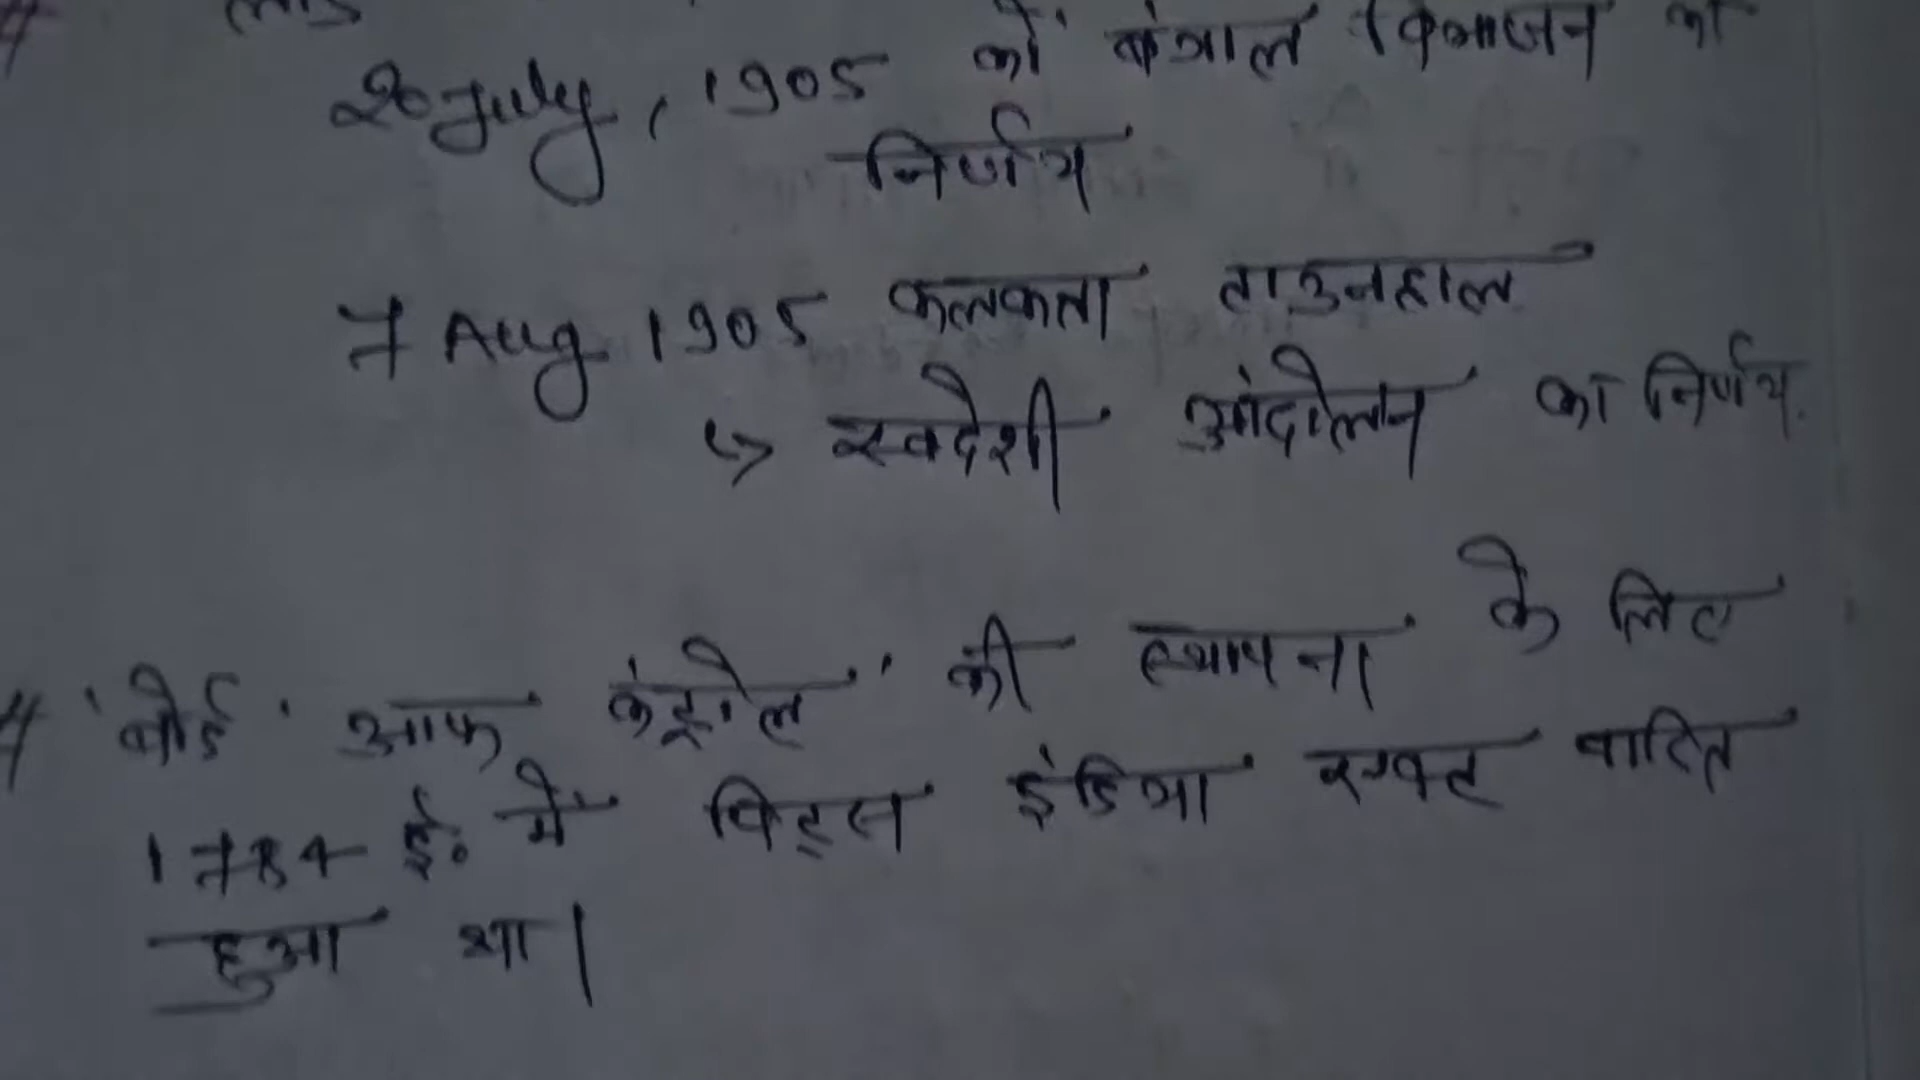 #
20 July, 1905 को बंगाल विभाजन का
निर्णय
7 Aug 1905 कलकता टाउनहाल
↳ स्वदेशी आंदोलन का निर्णय.
# 'बोर्ड' आफ कंट्रोल' की स्थापना के लिए
1784 ई. में पिट्स इंडिया एक्ट पारित
हुआ था।